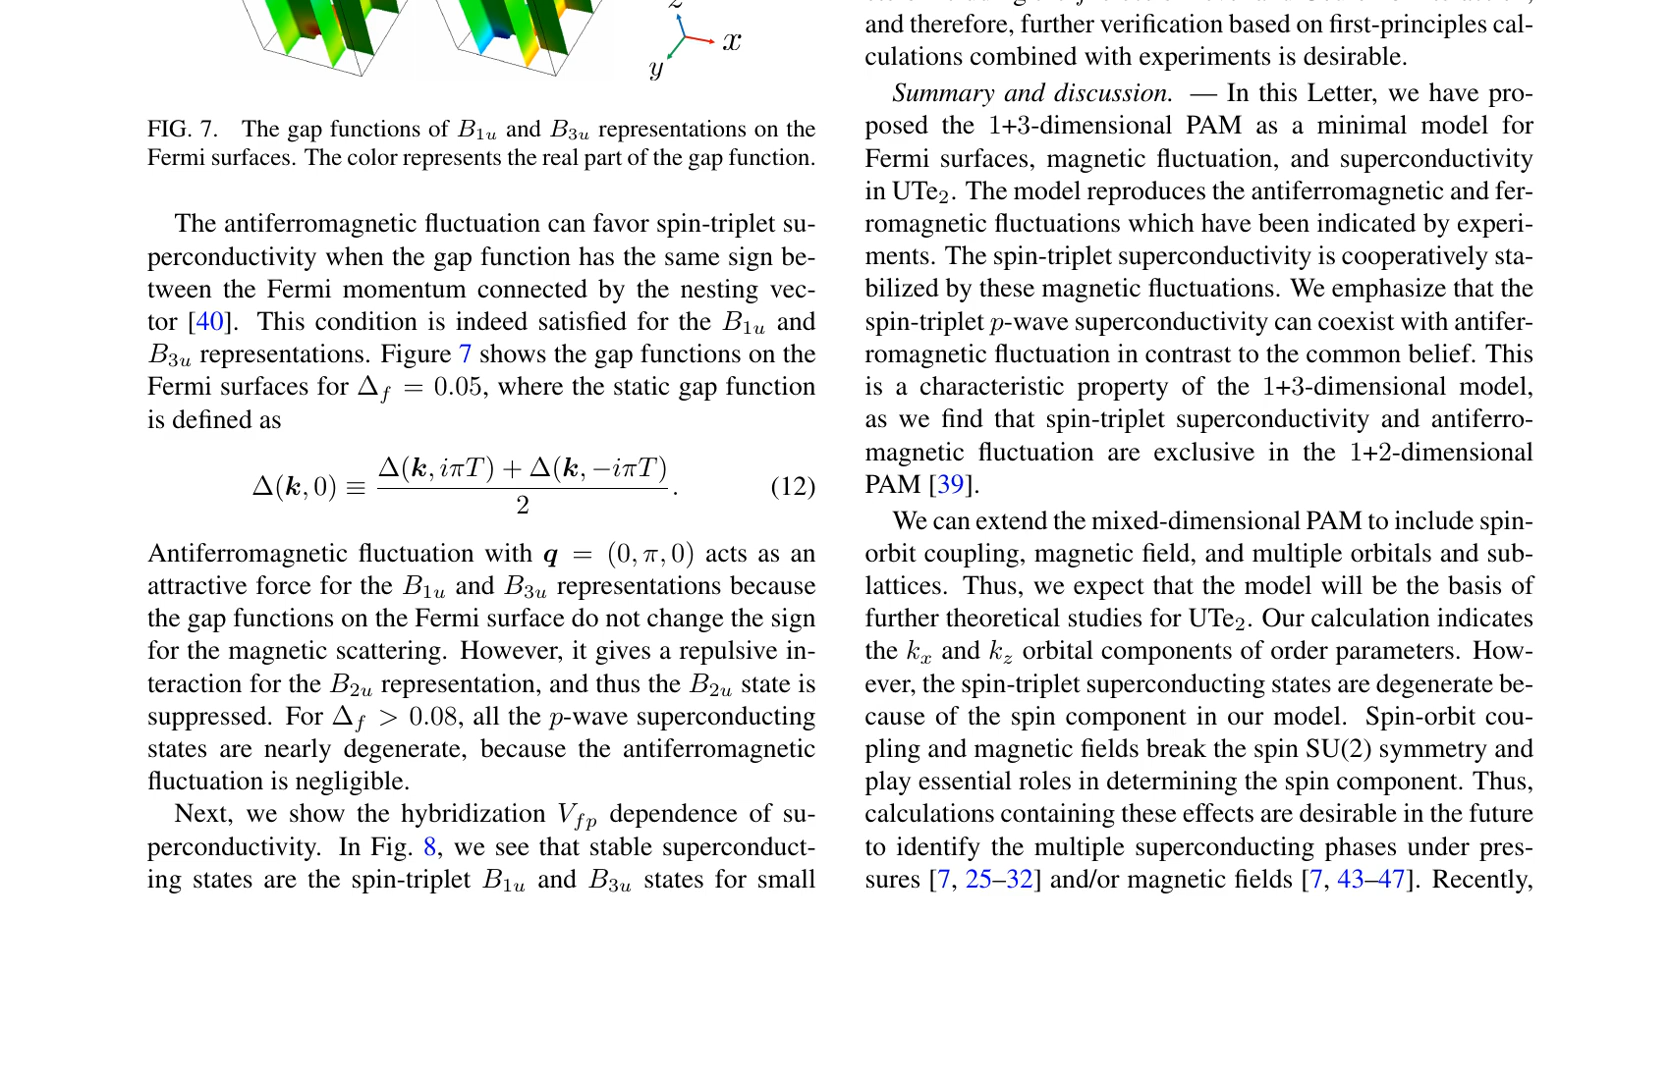 z
x
y
FIG. 7. The gap functions of B1u and B3u representations on the
Fermi surfaces. The color represents the real part of the gap function.
The antiferromagnetic fluctuation can favor spin-triplet su-
perconductivity when the gap function has the same sign be-
tween the Fermi momentum connected by the nesting vec-
tor [40]. This condition is indeed satisfied for the B1u and
B3u representations. Figure 7 shows the gap functions on the
Fermi surfaces for Δf = 0.05, where the static gap function
is defined as
Δ(k, 0) ≡ (Δ(k, iπT) + Δ(k, −iπT)) / 2 . (12)
Antiferromagnetic fluctuation with q = (0, π, 0) acts as an
attractive force for the B1u and B3u representations because
the gap functions on the Fermi surface do not change the sign
for the magnetic scattering. However, it gives a repulsive in-
teraction for the B2u representation, and thus the B2u state is
suppressed. For Δf > 0.08, all the p-wave superconducting
states are nearly degenerate, because the antiferromagnetic
fluctuation is negligible.
Next, we show the hybridization Vfp dependence of su-
perconductivity. In Fig. 8, we see that stable superconduct-
ing states are the spin-triplet B1u and B3u states for small
and therefore, further verification based on first-principles cal-
culations combined with experiments is desirable.
Summary and discussion. — In this Letter, we have pro-
posed the 1+3-dimensional PAM as a minimal model for
Fermi surfaces, magnetic fluctuation, and superconductivity
in UTe2. The model reproduces the antiferromagnetic and fer-
romagnetic fluctuations which have been indicated by experi-
ments. The spin-triplet superconductivity is cooperatively sta-
bilized by these magnetic fluctuations. We emphasize that the
spin-triplet p-wave superconductivity can coexist with antifer-
romagnetic fluctuation in contrast to the common belief. This
is a characteristic property of the 1+3-dimensional model,
as we find that spin-triplet superconductivity and antiferro-
magnetic fluctuation are exclusive in the 1+2-dimensional
PAM [39].
We can extend the mixed-dimensional PAM to include spin-
orbit coupling, magnetic field, and multiple orbitals and sub-
lattices. Thus, we expect that the model will be the basis of
further theoretical studies for UTe2. Our calculation indicates
the kx and kz orbital components of order parameters. How-
ever, the spin-triplet superconducting states are degenerate be-
cause of the spin component in our model. Spin-orbit cou-
pling and magnetic fields break the spin SU(2) symmetry and
play essential roles in determining the spin component. Thus,
calculations containing these effects are desirable in the future
to identify the multiple superconducting phases under pres-
sures [7, 25–32] and/or magnetic fields [7, 43–47]. Recently,